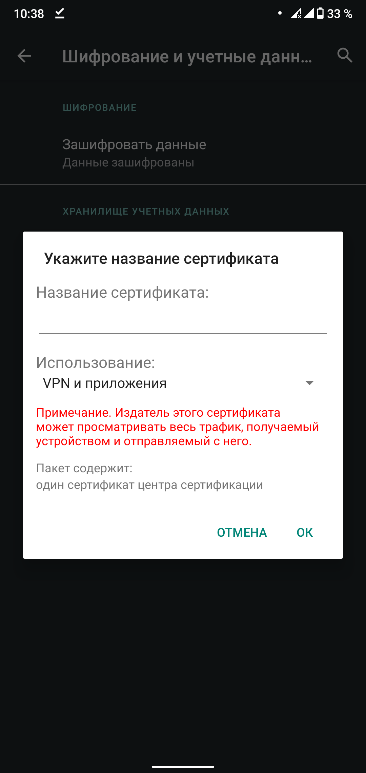 10:38
33 %
Шифрование и учетные данн...
ШИФРОВАНИЕ
Зашифровать данные
Данные зашифрованы
ХРАНИЛИЩЕ УЧЕТНЫХ ДАННЫХ
Укажите название сертификата
Название сертификата:
Использование:
VPN и приложения
Примечание. Издатель этого сертификата
может просматривать весь трафик, получаемый
устройством и отправляемый с него.
Пакет содержит:
один сертификат центра сертификации
ОТМЕНА
ОК